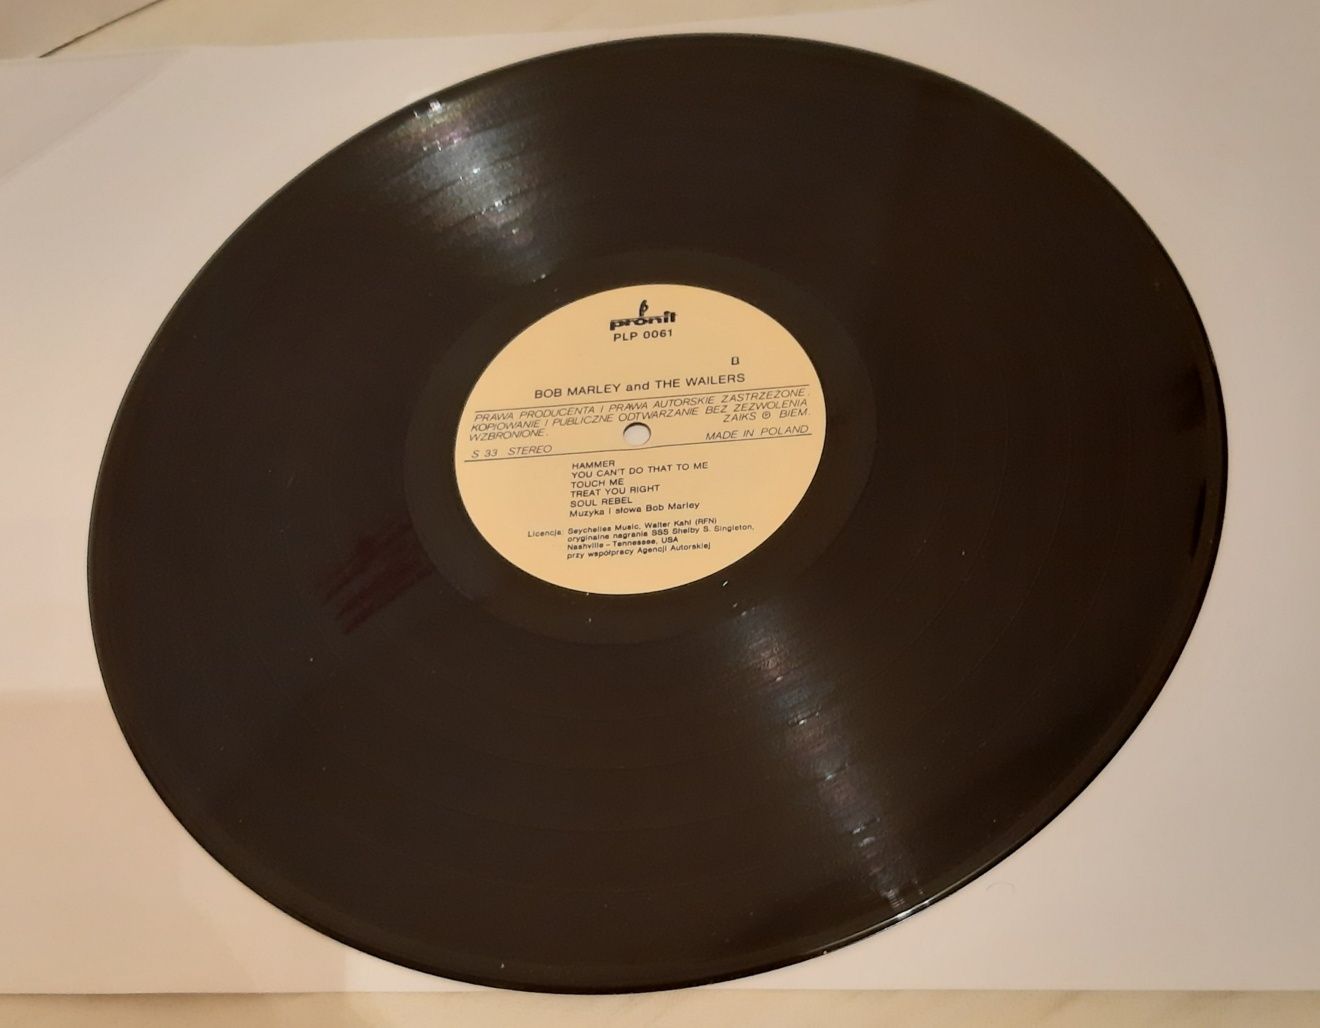 pronit
PLP 0061
BOB MARLEY and THE WAILERS
PRAWA PRODUCENTA I PRAWA AUTORSKIE ZASTRZEŻONE.
KOPIOWANIE I PUBLICZNE ODTWARZANIE BEZ ZEZWOLENIA
WZBRONIONE. ZAIKS ℗ BIEM.
S 33 STEREO MADE IN POLAND
HAMMER
YOU CAN'T DO THAT TO ME
TOUCH ME
TREAT YOU RIGHT
SOUL REBEL
Muzyka i słowa Bob Marley
Licencja: Seychelles Music, Walter Kahl (RFN)
oryginalne nagrania SSS Shelby S. Singleton,
Nashville – Tennessee, USA
przy współpracy Agencji Autorskiej